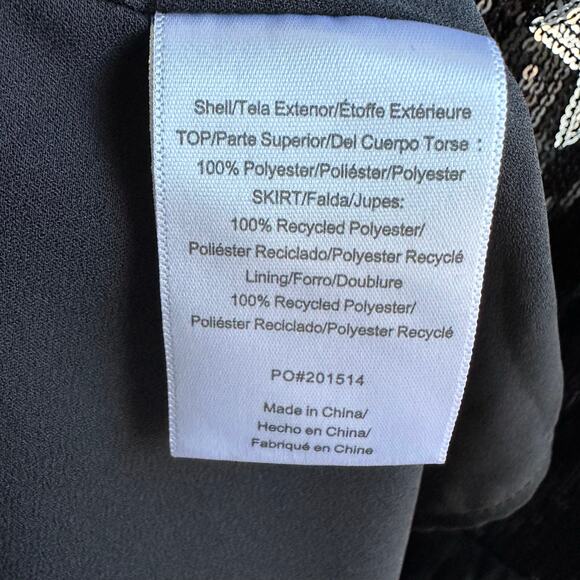 Shell/Tela Extenor/Étoffe Extérieure
TOP/Parte Superior/Del Cuerpo Torse :
100% Polyester/Poliéster/Polyester
SKIRT/Falda/Jupes:
100% Recycled Polyester/
Poliéster Reciclado/Polyester Recyclé
Lining/Forro/Doublure
100% Recycled Polyester/
Poliéster Reciclado/Polyester Recyclé
PO#201514
Made in China/
Hecho en China/
Fabriqué en Chine